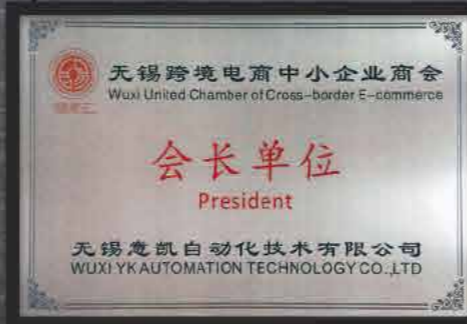 无锡跨境电商中小企业商会
Wuxi United Chamber of Cross-border E-commerce
会长单位
President
无锡意凯自动化技术有限公司
WUXI YK AUTOMATION TECHNOLOGY CO.,LTD